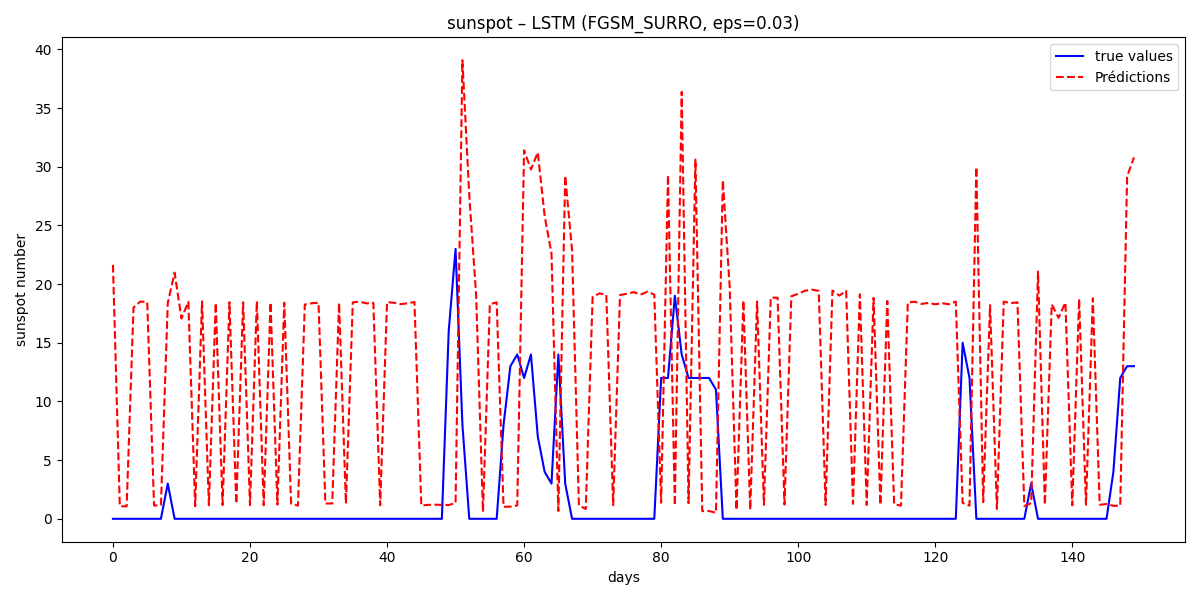 sunspot – LSTM (FGSM_SURRO, eps=0.03)
true values
Prédictions
sunspot number
40
35
30
25
20
15
10
5
0
0 20 40 60 80 100 120 140
days